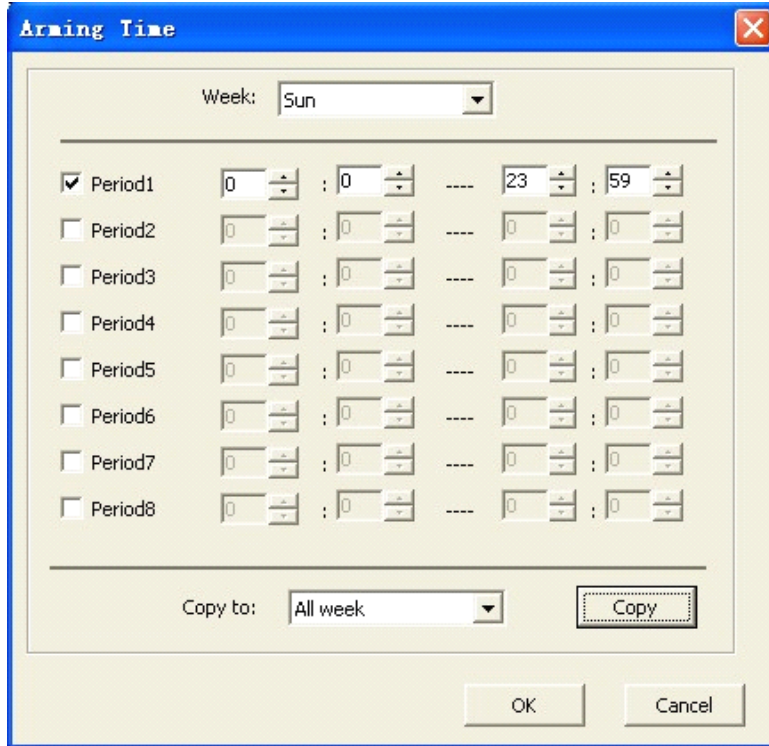 Arming Time
Week: Sun
Period1 0 : 0 ---- 23 : 59
Period2 0 : 0 ---- 0 : 0
Period3 0 : 0 ---- 0 : 0
Period4 0 : 0 ---- 0 : 0
Period5 0 : 0 ---- 0 : 0
Period6 0 : 0 ---- 0 : 0
Period7 0 : 0 ---- 0 : 0
Period8 0 : 0 ---- 0 : 0
Copy to: All week Copy
OK Cancel